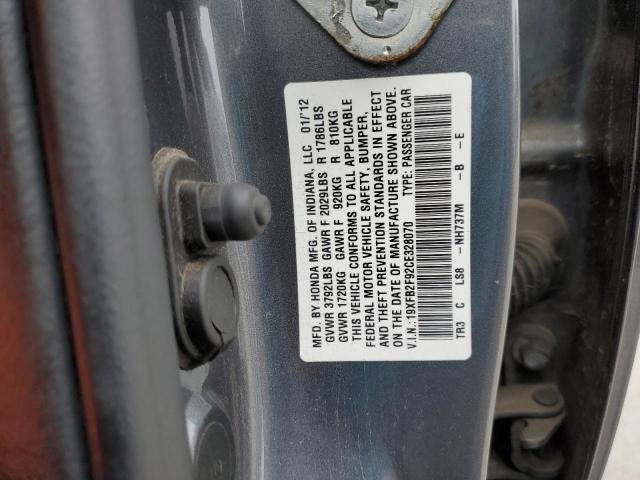 MFD. BY HONDA MFG. OF INDIANA, LLC 01/12
GVWR 3792LBS GAWR F 2029LBS R 1786LBS
GVWR 1720KG GAWR F 920KG R 810KG
THIS VEHICLE CONFORMS TO ALL APPLICABLE
FEDERAL MOTOR VEHICLE SAFETY, BUMPER,
AND THEFT PREVENTION STANDARDS IN EFFECT
ON THE DATE OF MANUFACTURE SHOWN ABOVE.
V.I.N.:19XFB2F92CE328070 TYPE: PASSENGER CAR
TR3 C LS8 -NH737M -B -E